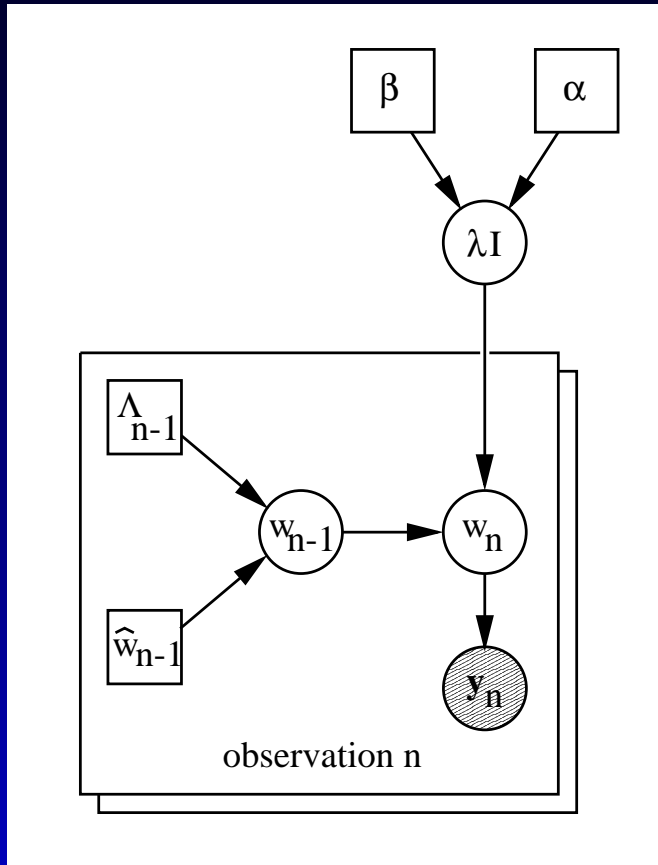 β α
λI
Λn-1
wn-1 wn
ŵn-1
yn
observation n